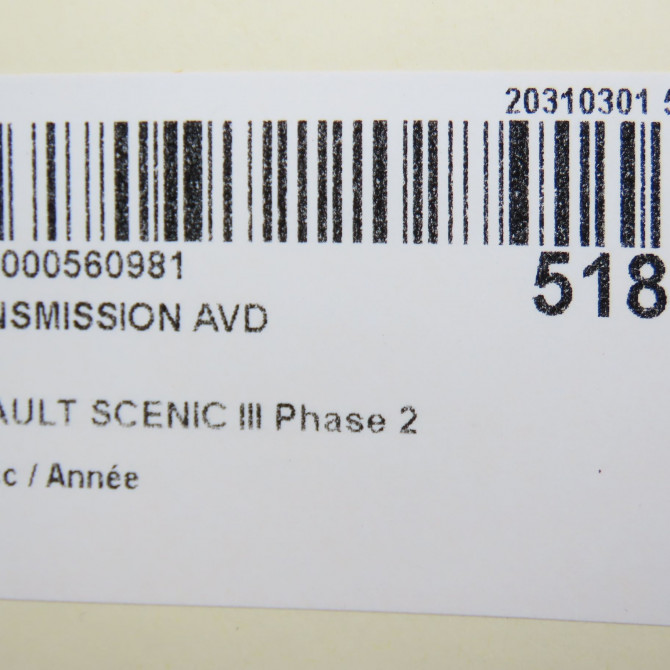 20310301 5
000560981
518
NSMISSION AVD
AULT SCENIC III Phase 2
c / Année